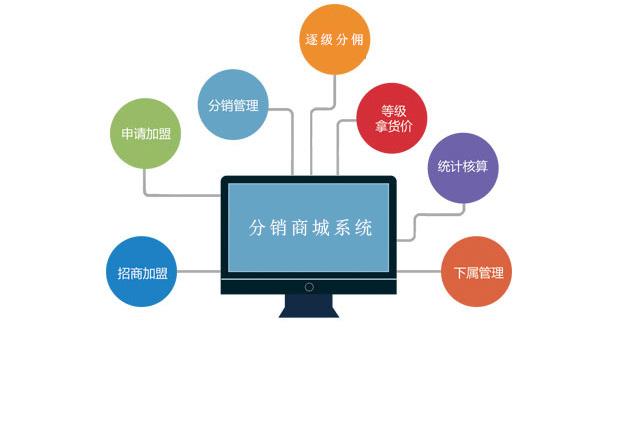 逐级分佣
分销管理
等级
拿货价
申请加盟
统计核算
分销商城系统
招商加盟
下属管理